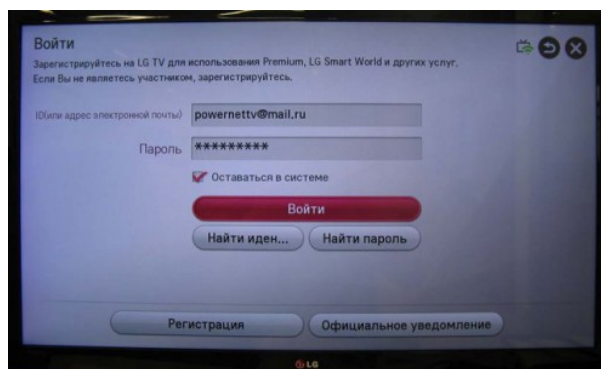 Войти
Зарегистрируйтесь на LG TV для использования Premium, LG Smart World и других услуг.
Если Вы не являетесь участником, зарегистрируйтесь.
ID(или адрес электронной почты) powernettv@mail.ru
Пароль *********
Оставаться в системе
Войти
Найти иден... Найти пароль
Регистрация Официальное уведомление
LG